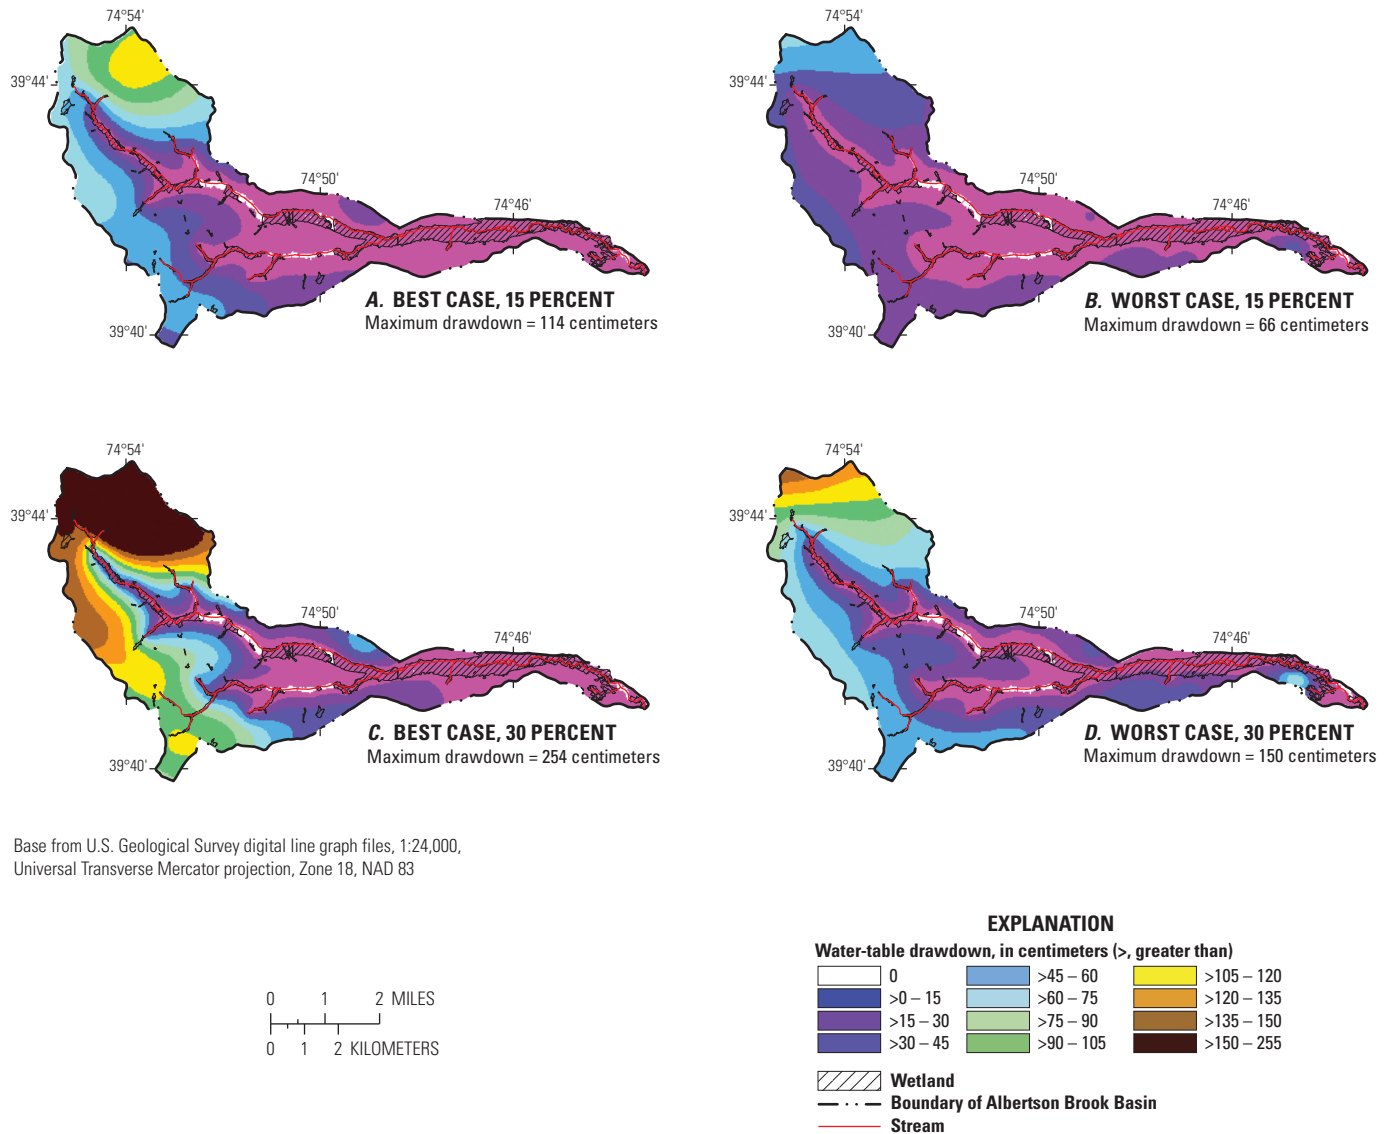 74°54'
39°44'
74°50'
74°46'
39°40'
A. BEST CASE, 15 PERCENT
Maximum drawdown = 114 centimeters
74°54'
39°44'
74°50'
74°46'
39°40'
B. WORST CASE, 15 PERCENT
Maximum drawdown = 66 centimeters
74°54'
39°44'
74°50'
74°46'
39°40'
C. BEST CASE, 30 PERCENT
Maximum drawdown = 254 centimeters
74°54'
39°44'
74°50'
74°46'
39°40'
D. WORST CASE, 30 PERCENT
Maximum drawdown = 150 centimeters
Base from U.S. Geological Survey digital line graph files, 1:24,000,
Universal Transverse Mercator projection, Zone 18, NAD 83
0 1 2 MILES
0 1 2 KILOMETERS
EXPLANATION
Water-table drawdown, in centimeters (>, greater than)
0
>0 – 15
>15 – 30
>30 – 45
>45 – 60
>60 – 75
>75 – 90
>90 – 105
>105 – 120
>120 – 135
>135 – 150
>150 – 255
Wetland
Boundary of Albertson Brook Basin
Stream